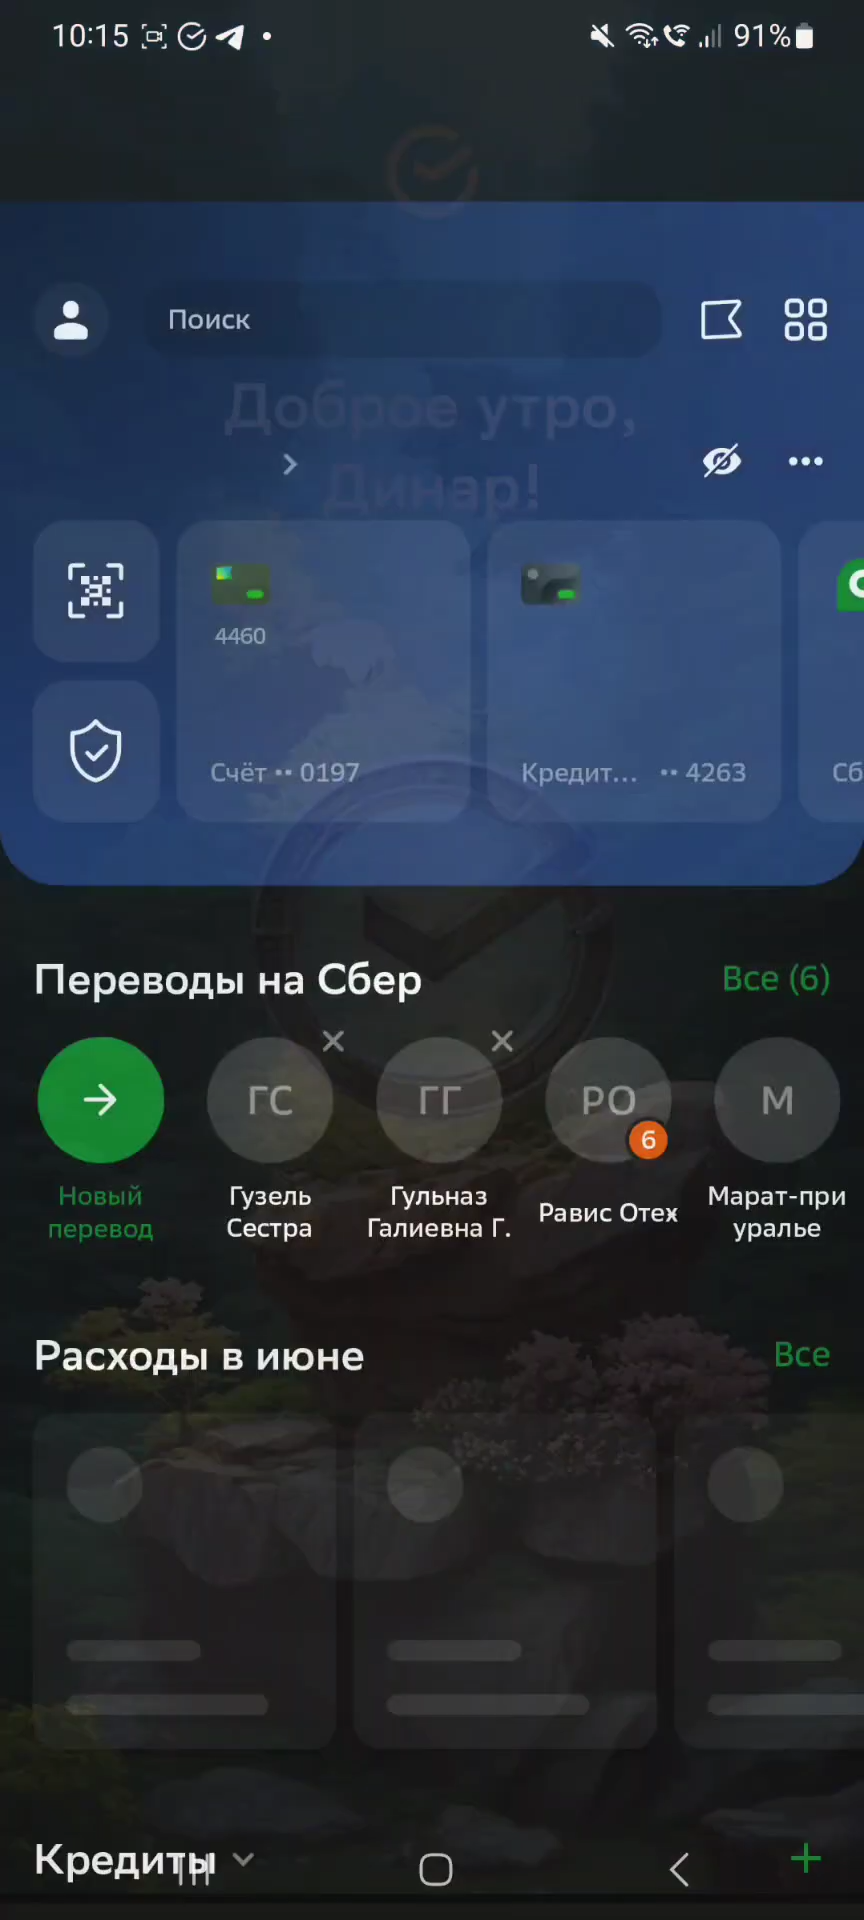 10:15
91%
Поиск
Доброе утро,
Динар!
4460
Счёт •• 0197
Кредит... •• 4263
Сб
Переводы на Сбер
Все (6)
ГС
ГГ
РО
6
М
Новый
перевод
Гузель
Сестра
Гульназ
Галиевна Г.
Равис Отех
Марат-при
уралье
Расходы в июне
Все
Кредиты